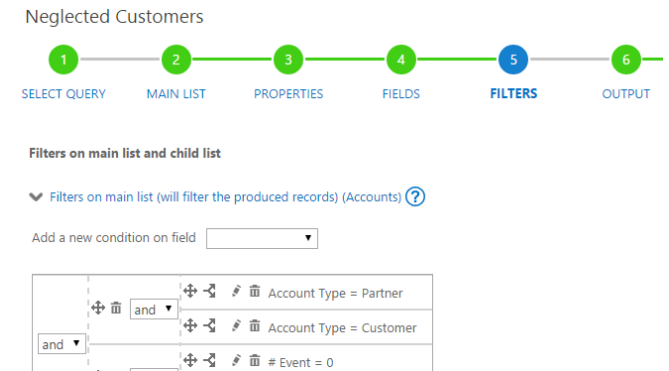 Neglected Customers
1 2 3 4 5 6
SELECT QUERY MAIN LIST PROPERTIES FIELDS FILTERS OUTPUT
Filters on main list and child list
Filters on main list (will filter the produced records) (Accounts) ?
Add a new condition on field
Account Type = Partner
and
Account Type = Customer
and
# Event = 0